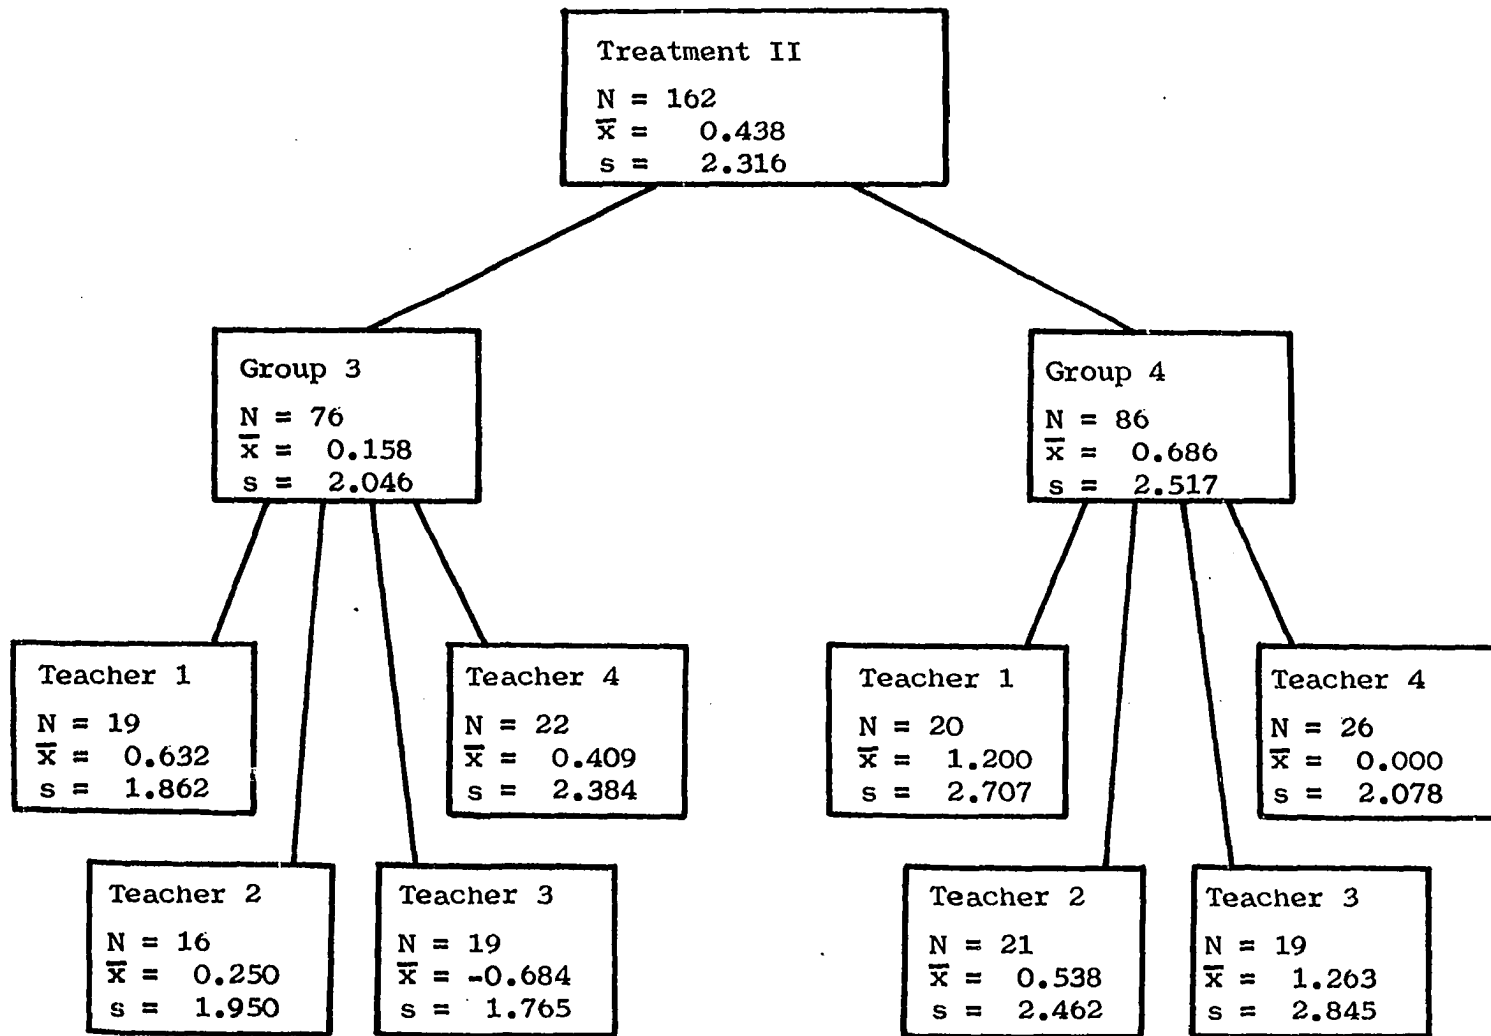 Treatment II
N = 162
x̄ = 0.438
s = 2.316
Group 3
N = 76
x̄ = 0.158
s = 2.046
Group 4
N = 86
x̄ = 0.686
s = 2.517
Teacher 1
N = 19
x̄ = 0.632
s = 1.862
Teacher 4
N = 22
x̄ = 0.409
s = 2.384
Teacher 1
N = 20
x̄ = 1.200
s = 2.707
Teacher 4
N = 26
x̄ = 0.000
s = 2.078
Teacher 2
N = 16
x̄ = 0.250
s = 1.950
Teacher 3
N = 19
x̄ = -0.684
s = 1.765
Teacher 2
N = 21
x̄ = 0.538
s = 2.462
Teacher 3
N = 19
x̄ = 1.263
s = 2.845